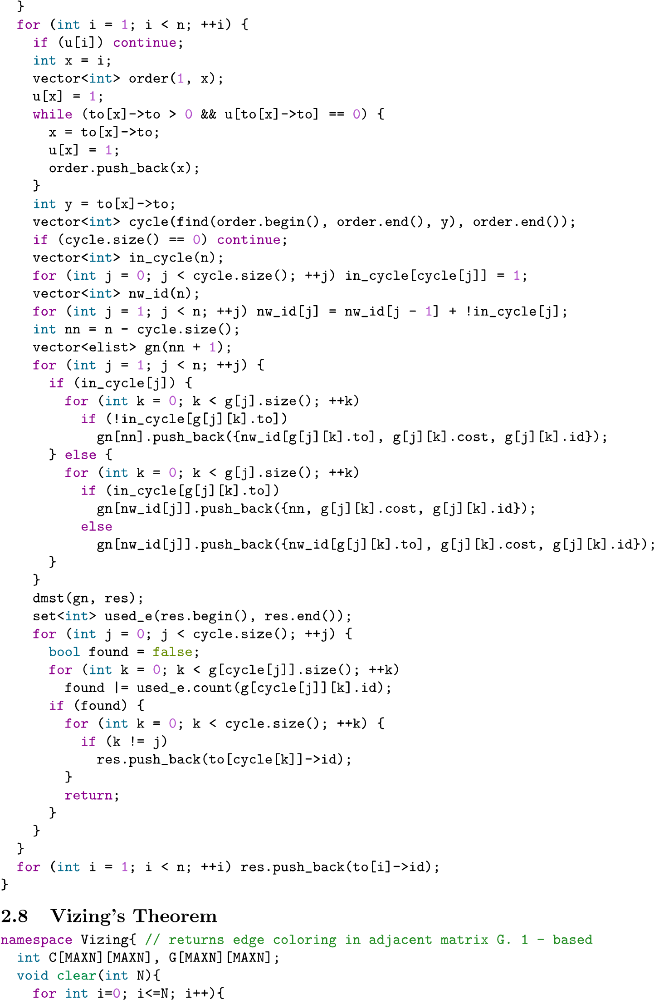 }
  for (int i = 1; i < n; ++i) {
    if (u[i]) continue;
    int x = i;
    vector<int> order(1, x);
    u[x] = 1;
    while (to[x]->to > 0 && u[to[x]->to] == 0) {
      x = to[x]->to;
      u[x] = 1;
      order.push_back(x);
    }
    int y = to[x]->to;
    vector<int> cycle(find(order.begin(), order.end(), y), order.end());
    if (cycle.size() == 0) continue;
    vector<int> in_cycle(n);
    for (int j = 0; j < cycle.size(); ++j) in_cycle[cycle[j]] = 1;
    vector<int> nw_id(n);
    for (int j = 1; j < n; ++j) nw_id[j] = nw_id[j - 1] + !in_cycle[j];
    int nn = n - cycle.size();
    vector<elist> gn(nn + 1);
    for (int j = 1; j < n; ++j) {
      if (in_cycle[j]) {
        for (int k = 0; k < g[j].size(); ++k)
          if (!in_cycle[g[j][k].to])
            gn[nn].push_back({nw_id[g[j][k].to], g[j][k].cost, g[j][k].id});
      } else {
        for (int k = 0; k < g[j].size(); ++k)
          if (in_cycle[g[j][k].to])
            gn[nw_id[j]].push_back({nn, g[j][k].cost, g[j][k].id});
          else
            gn[nw_id[j]].push_back({nw_id[g[j][k].to], g[j][k].cost, g[j][k].id});
      }
    }
    dmst(gn, res);
    set<int> used_e(res.begin(), res.end());
    for (int j = 0; j < cycle.size(); ++j) {
      bool found = false;
      for (int k = 0; k < g[cycle[j]].size(); ++k)
        found |= used_e.count(g[cycle[j]][k].id);
      if (found) {
        for (int k = 0; k < cycle.size(); ++k) {
          if (k != j)
            res.push_back(to[cycle[k]]->id);
        }
        return;
      }
    }
  }
  for (int i = 1; i < n; ++i) res.push_back(to[i]->id);
}
2.8 Vizing's Theorem
namespace Vizing{ // returns edge coloring in adjacent matrix G. 1 - based
  int C[MAXN][MAXN], G[MAXN][MAXN];
  void clear(int N){
    for int i=0; i<=N; i++){